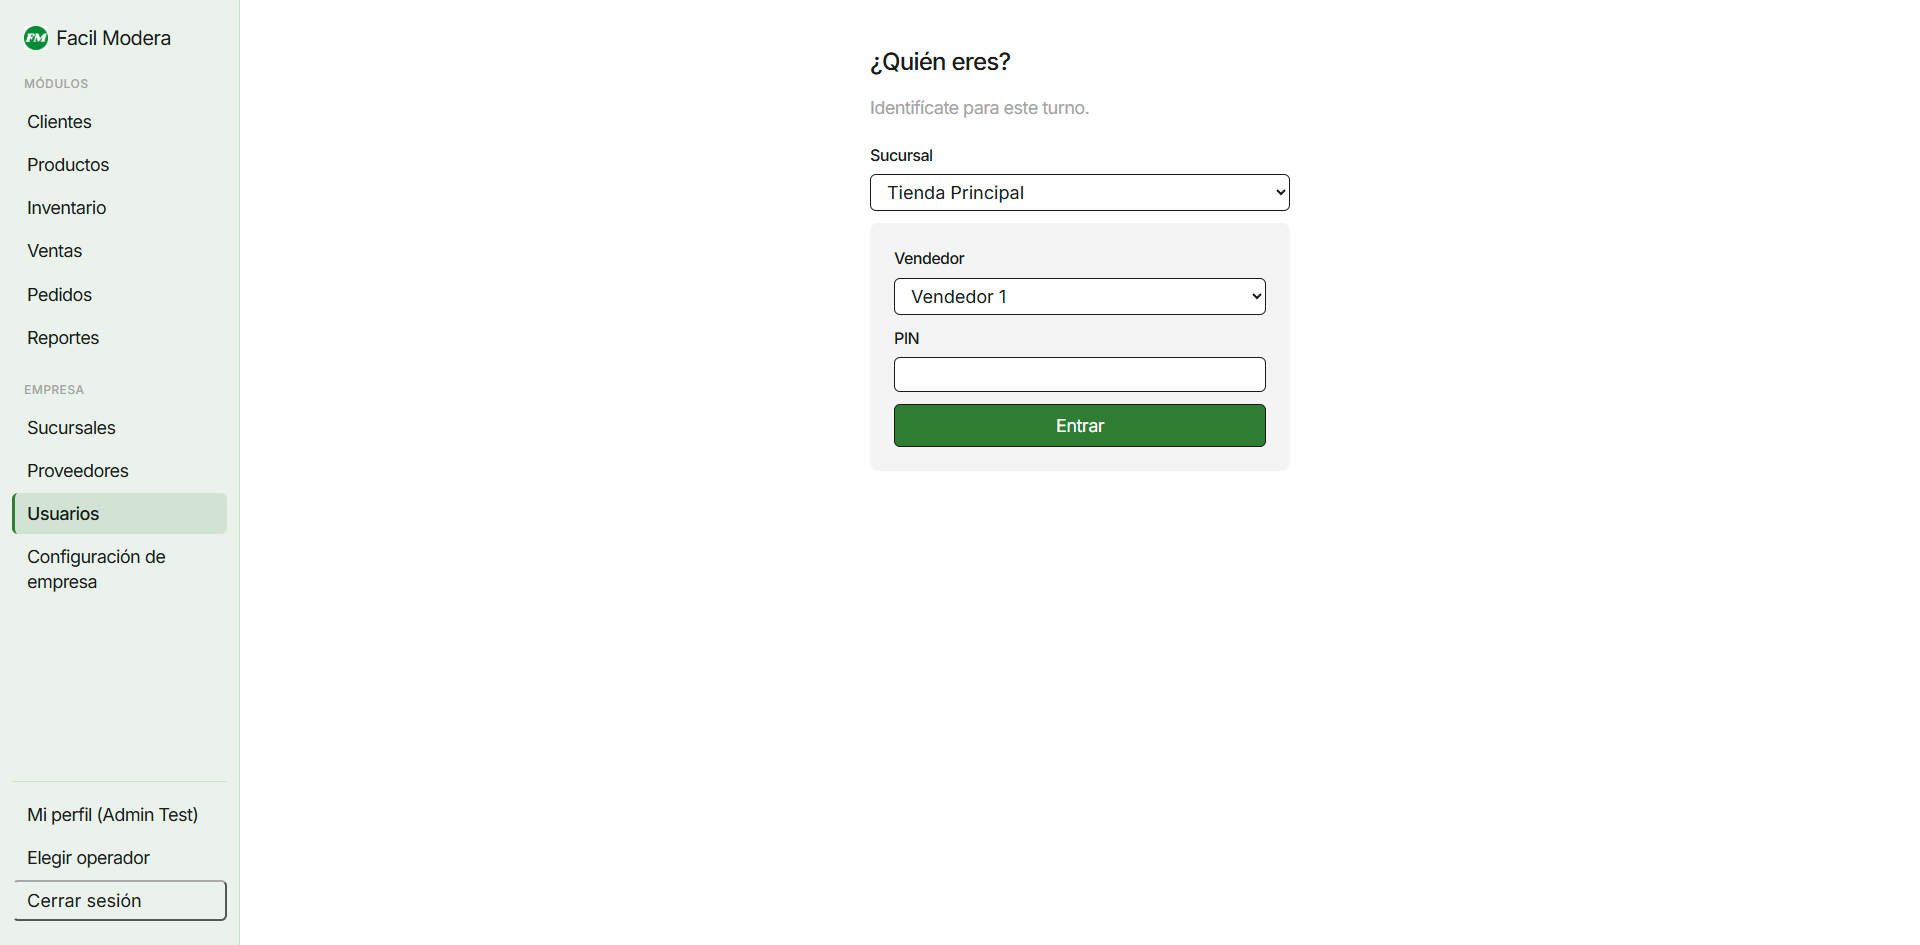 FM Facil Modera
MÓDULOS
Clientes
Productos
Inventario
Ventas
Pedidos
Reportes
EMPRESA
Sucursales
Proveedores
Usuarios
Configuración de
empresa
Mi perfil (Admin Test)
Elegir operador
Cerrar sesión
¿Quién eres?
Identifícate para este turno.
Sucursal
Tienda Principal
Vendedor
Vendedor 1
PIN
Entrar